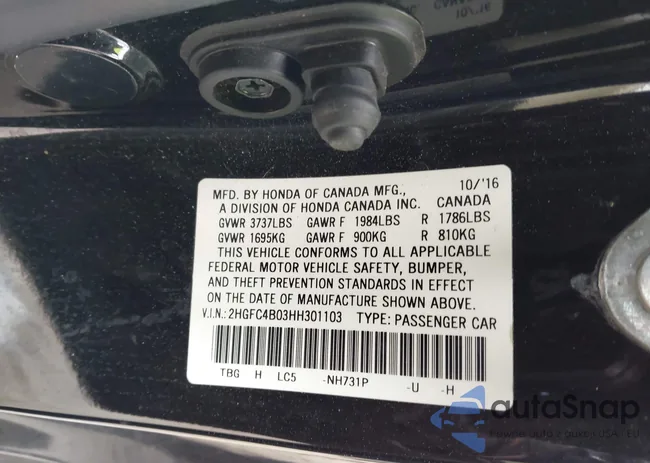 MFD. BY HONDA OF CANADA MFG., 10/'16
A DIVISION OF HONDA CANADA INC. CANADA
GVWR 3737LBS GAWR F 1984LBS R 1786LBS
GVWR 1695KG GAWR F 900KG R 810KG
THIS VEHICLE CONFORMS TO ALL APPLICABLE
FEDERAL MOTOR VEHICLE SAFETY, BUMPER,
AND THEFT PREVENTION STANDARDS IN EFFECT
ON THE DATE OF MANUFACTURE SHOWN ABOVE.
V.I.N.: 2HGFC4B03HH301103 TYPE: PASSENGER CAR
TBG H LC5 -NH731P -U -H
autoSnap